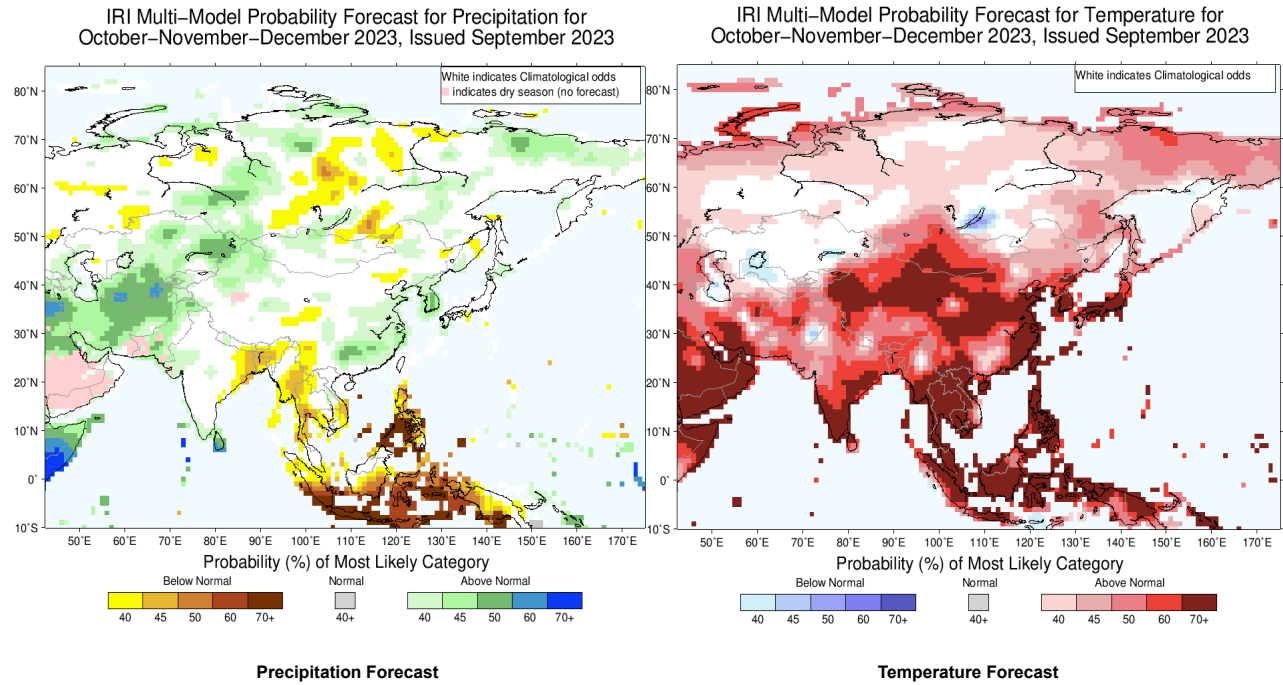 IRI Multi−Model Probability Forecast for Precipitation for
October−November−December 2023, Issued September 2023
White indicates Climatological odds
indicates dry season (no forecast)
80˚N
70˚N
60˚N
50˚N
40˚N
30˚N
20˚N
10˚N
0˚
10˚S
50˚E 60˚E 70˚E 80˚E 90˚E 100˚E 110˚E 120˚E 130˚E 140˚E 150˚E 160˚E 170˚E
Probability (%) of Most Likely Category
Below Normal Normal Above Normal
40 45 50 60 70+ 40+ 40 45 50 60 70+
Precipitation Forecast
IRI Multi−Model Probability Forecast for Temperature for
October−November−December 2023, Issued September 2023
White indicates Climatological odds
80˚N
70˚N
60˚N
50˚N
40˚N
30˚N
20˚N
10˚N
0˚
10˚S
50˚E 60˚E 70˚E 80˚E 90˚E 100˚E 110˚E 120˚E 130˚E 140˚E 150˚E 160˚E 170˚E
Probability (%) of Most Likely Category
Below Normal Normal Above Normal
40 45 50 60 70+ 40+ 40 45 50 60 70+
Temperature Forecast